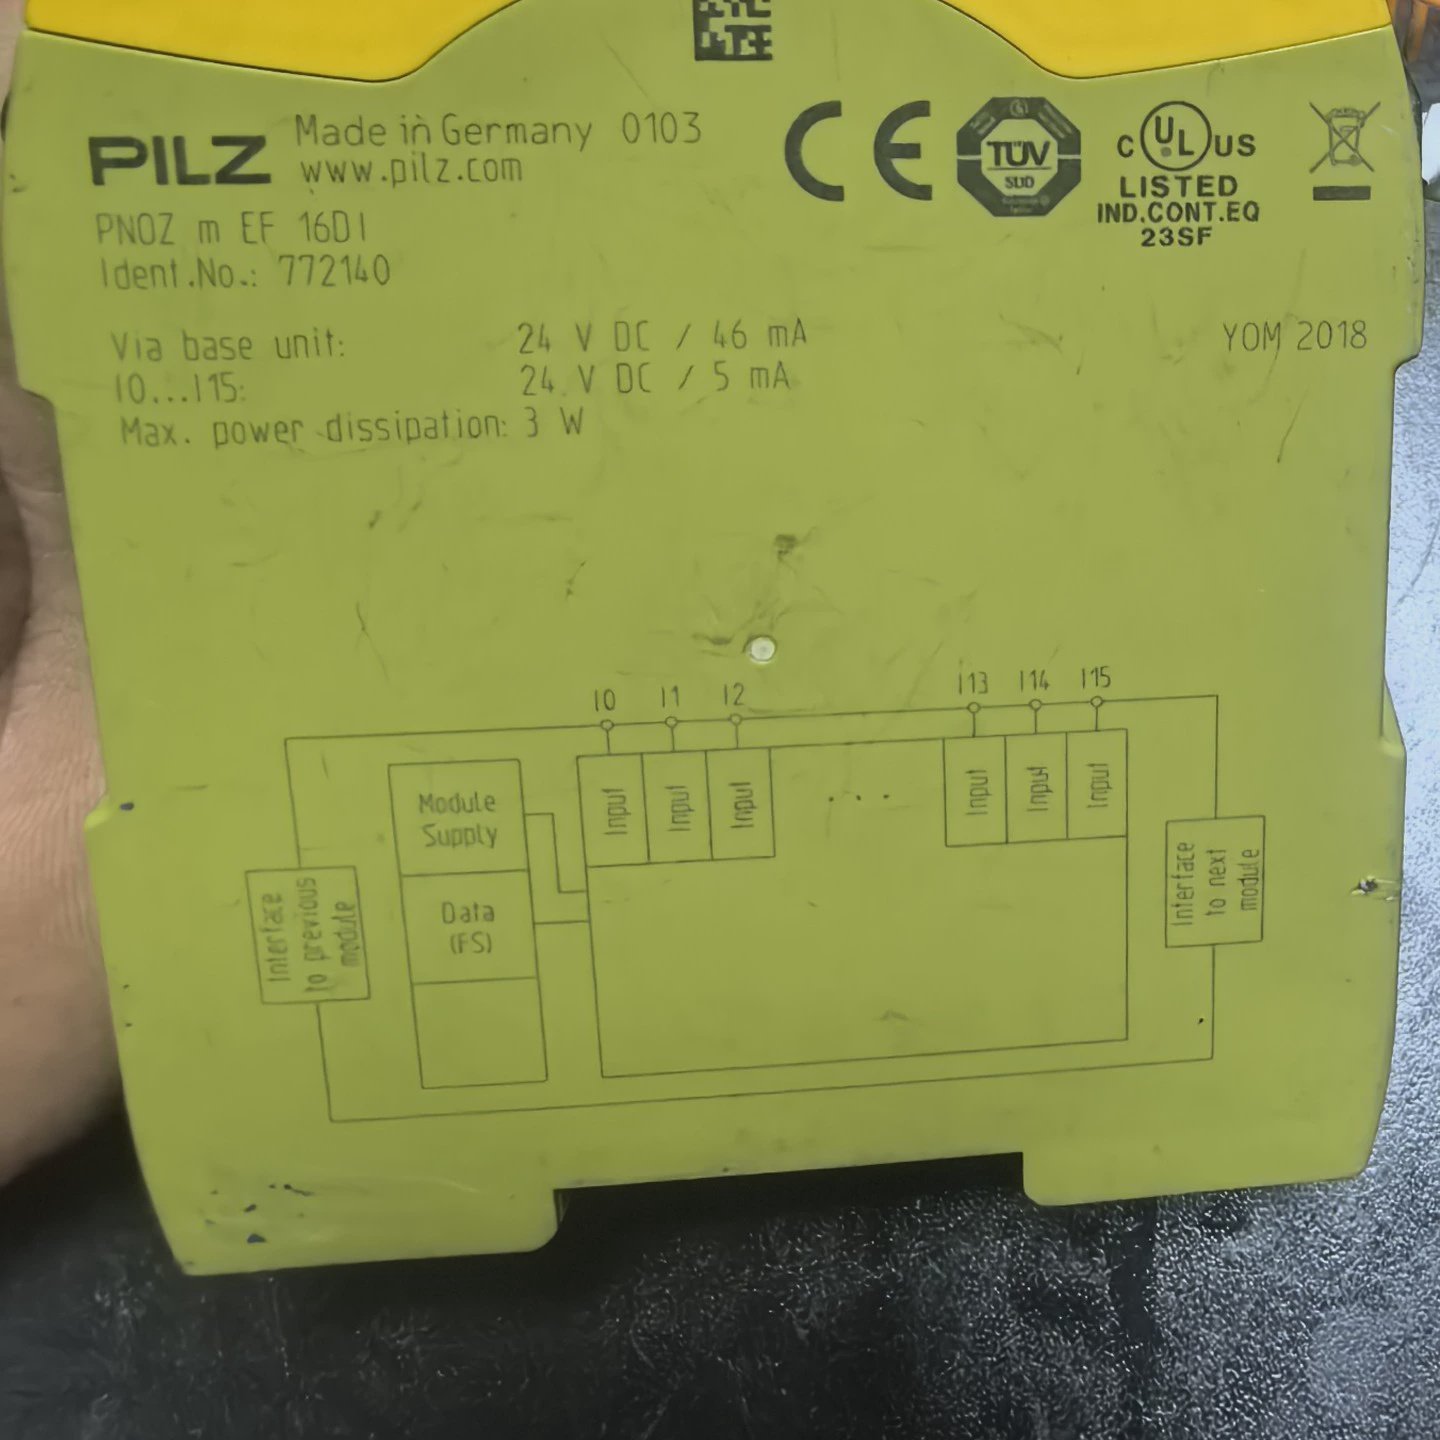 PILZ Made in Germany 0103
www.pilz.com
PNOZ m EF 16DI
Ident.No.: 772140
CE
TÜV
SÜD
C UL US
LISTED
IND.CONT.EQ
23SF
Via base unit: 24 V DC / 46 mA
I0...I15: 24 V DC / 5 mA
Max. power dissipation: 3 W
YOM 2018
I0 I1 I2 I13 I14 I15
Input Input Input .... Input Input Input
Module
Supply
Data
(FS)
Interface
to previous
module
Interface
to next
module